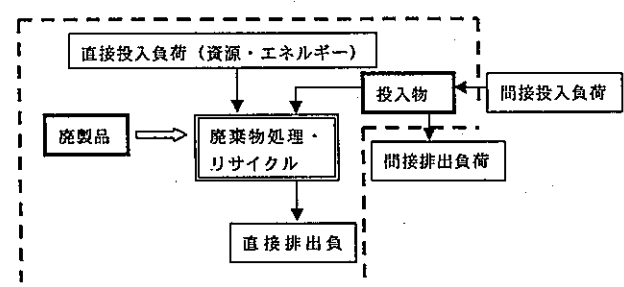 直接投入負荷（資源・エネルギー）
投入物
間接投入負荷
廃製品
廃棄物処理・
リサイクル
間接排出負荷
直接排出負